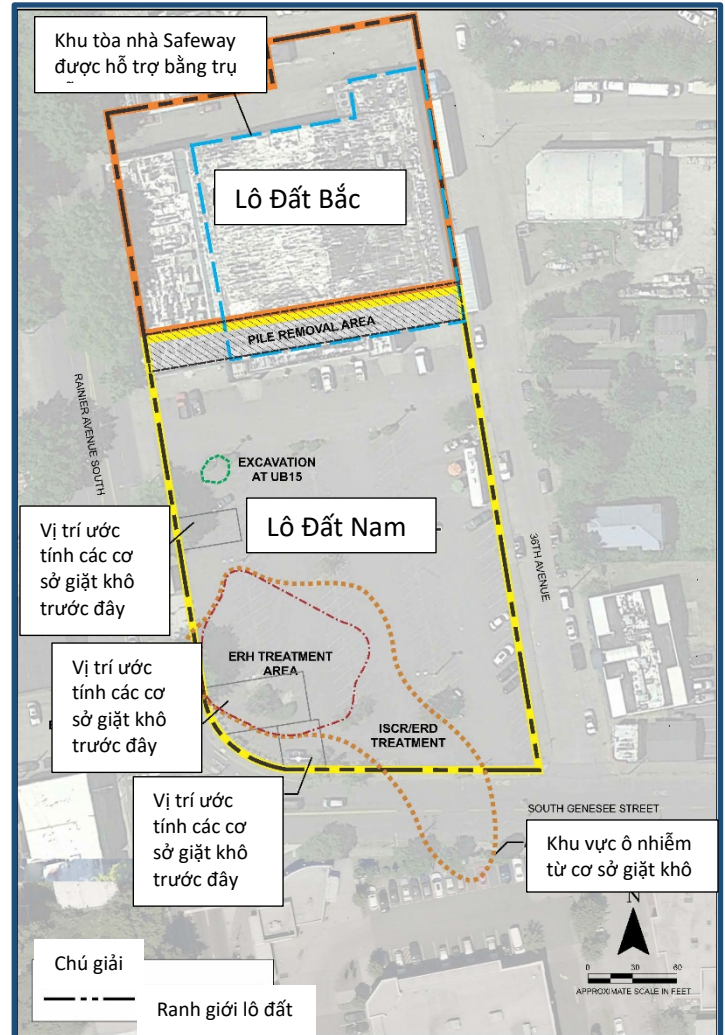 Khu tòa nhà Safeway
được hỗ trợ bằng trụ
Lô Đất Bắc
PILE REMOVAL AREA
RAINIER AVENUE SOUTH
EXCAVATION
AT UB15
Lô Đất Nam
36TH AVENUE
Vị trí ước
tính các cơ
sở giặt khô
trước đây
ERH TREATMENT
AREA
Vị trí ước
tính các cơ
sở giặt khô
trước đây
ISCR/ERD
TREATMENT
Vị trí ước
tính các cơ
sở giặt khô
trước đây
SOUTH GENESEE STREET
Khu vực ô nhiễm
từ cơ sở giặt khô
N
0 30 60
APPROXIMATE SCALE IN FEET
Chú giải
Ranh giới lô đất